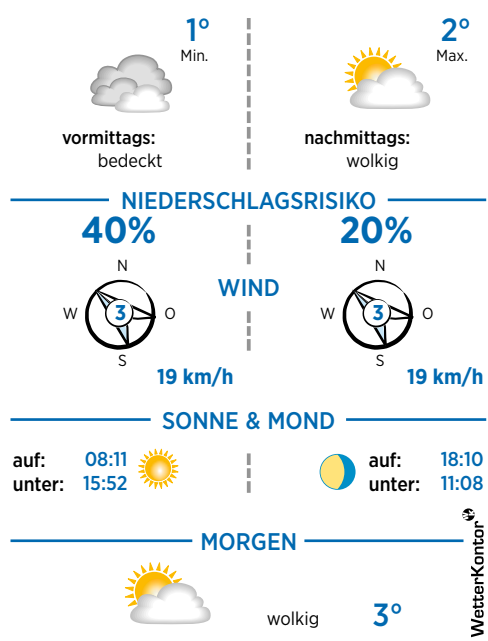 1° 2°
Min. Max.
vormittags: nachmittags:
bedeckt wolkig
NIEDERSCHLAGSRISIKO
40% 20%
N N
WIND
W 3 O W 3 O
S S
19 km/h 19 km/h
SONNE & MOND
auf: 08:11 auf: 18:10
unter: 15:52 unter: 11:08
MORGEN
wolkig 3°
WetterKontor